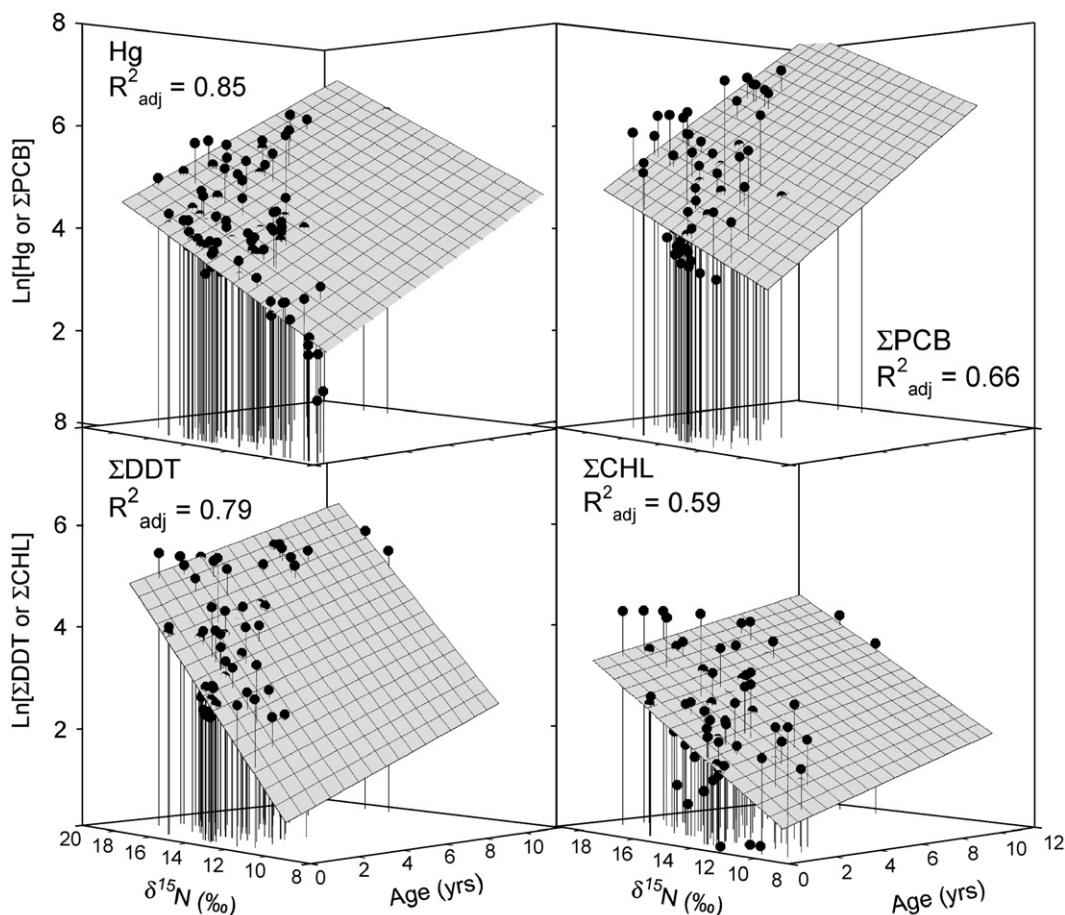 8
Hg
R²adj = 0.85
6
4
2
Ln[Hg or ΣPCB]
ΣPCB
R²adj = 0.66
8
ΣDDT
R²adj = 0.79
ΣCHL
R²adj = 0.59
6
4
2
Ln[ΣDDT or ΣCHL]
20 18 16 14 12 10 8 0 2 4 6 8 10
18 16 14 12 10 8 0 2 4 6 8 10 12
δ¹⁵N (‰) Age (yrs) δ¹⁵N (‰) Age (yrs)